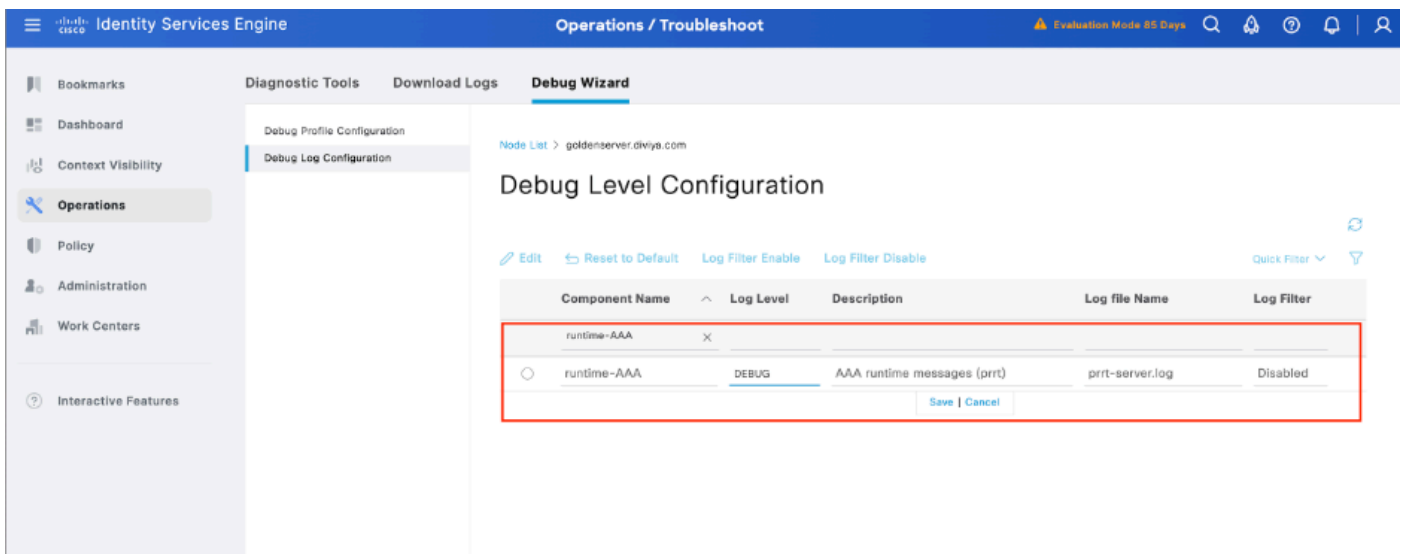 cisco Identity Services Engine
Operations / Troubleshoot
Evaluation Mode 85 Days
Bookmarks
Dashboard
Context Visibility
Operations
Policy
Administration
Work Centers
Interactive Features
Diagnostic Tools Download Logs Debug Wizard
Debug Profile Configuration
Debug Log Configuration
Node List > goldenserver.diviya.com
Debug Level Configuration
Edit Reset to Default Log Filter Enable Log Filter Disable Quick Filter
Component Name Log Level Description Log file Name Log Filter
runtime-AAA
runtime-AAA DEBUG AAA runtime messages (prrt) prrt-server.log Disabled
Save | Cancel